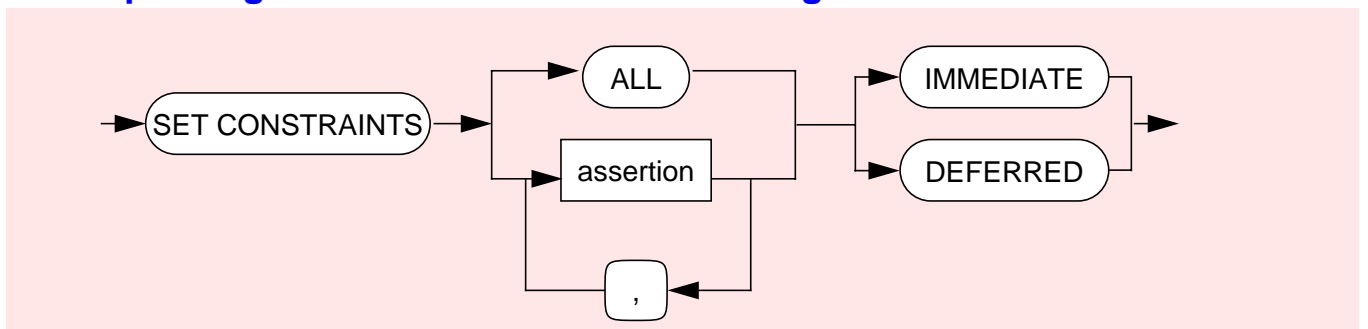 SET CONSTRAINTS
ALL
assertion
,
IMMEDIATE
DEFERRED